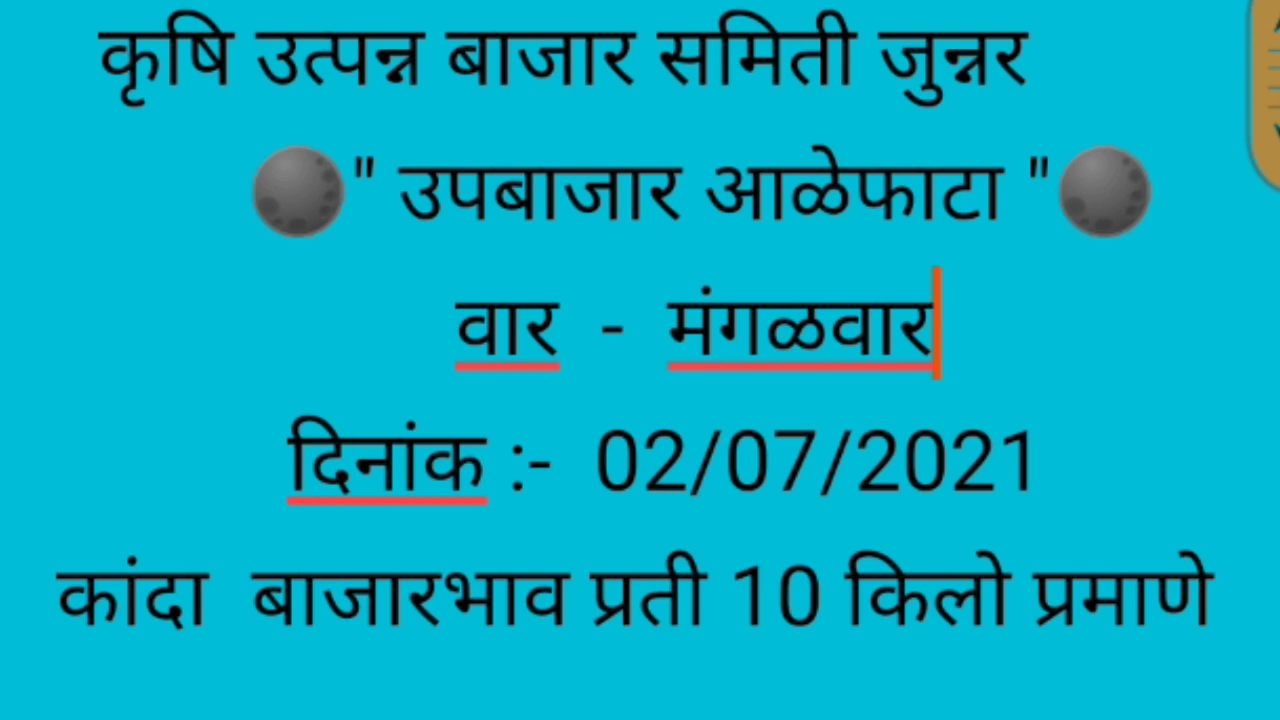 कृषि उत्पन्न बाजार समिती जुन्नर
" उपबाजार आळेफाटा "
वार - मंगळवार
दिनांक :- 02/07/2021
कांदा बाजारभाव प्रती 10 किलो प्रमाणे